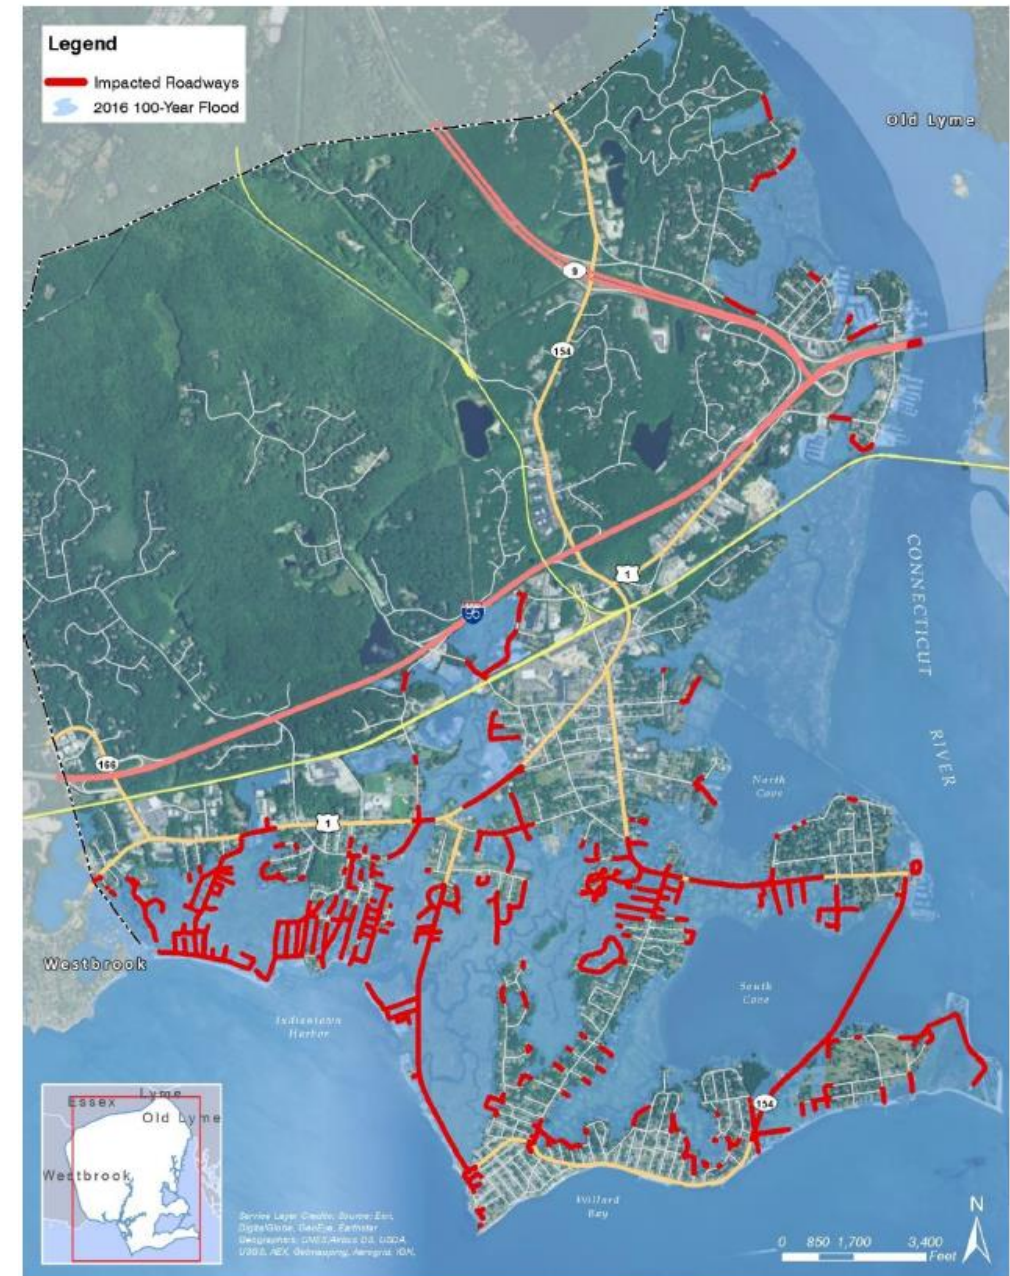 Legend
Impacted Roadways
2016 100-Year Flood
Old Lyme
9
154
1
95
CONNECTICUT
RIVER
166
1
North
Cove
Westbrook
South
Cove
Indiantown
Harbor
154
Essex
Lyme
Old Lyme
Westbrook
Willard
Bay
Service Layer Credits: Source: Esri,
DigitalGlobe, GeoEye, Earthstar
Geographics, CNES/Airbus DS, USDA,
USGS, AEX, Getmapping, Aerogrid, IGN,
N
0 850 1,700 3,400
Feet